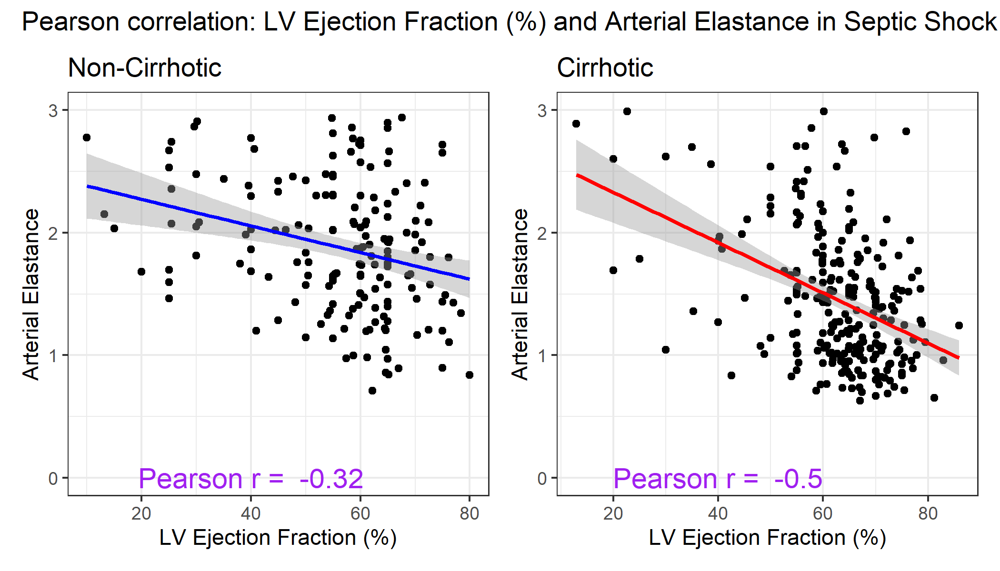 Pearson correlation: LV Ejection Fraction (%) and Arterial Elastance in Septic Shock
Non-Cirrhotic
3
2
1
0
Arterial Elastance
Pearson r =  -0.32
20 40 60 80
LV Ejection Fraction (%)
Cirrhotic
3
2
1
0
Arterial Elastance
Pearson r =  -0.5
20 40 60 80
LV Ejection Fraction (%)